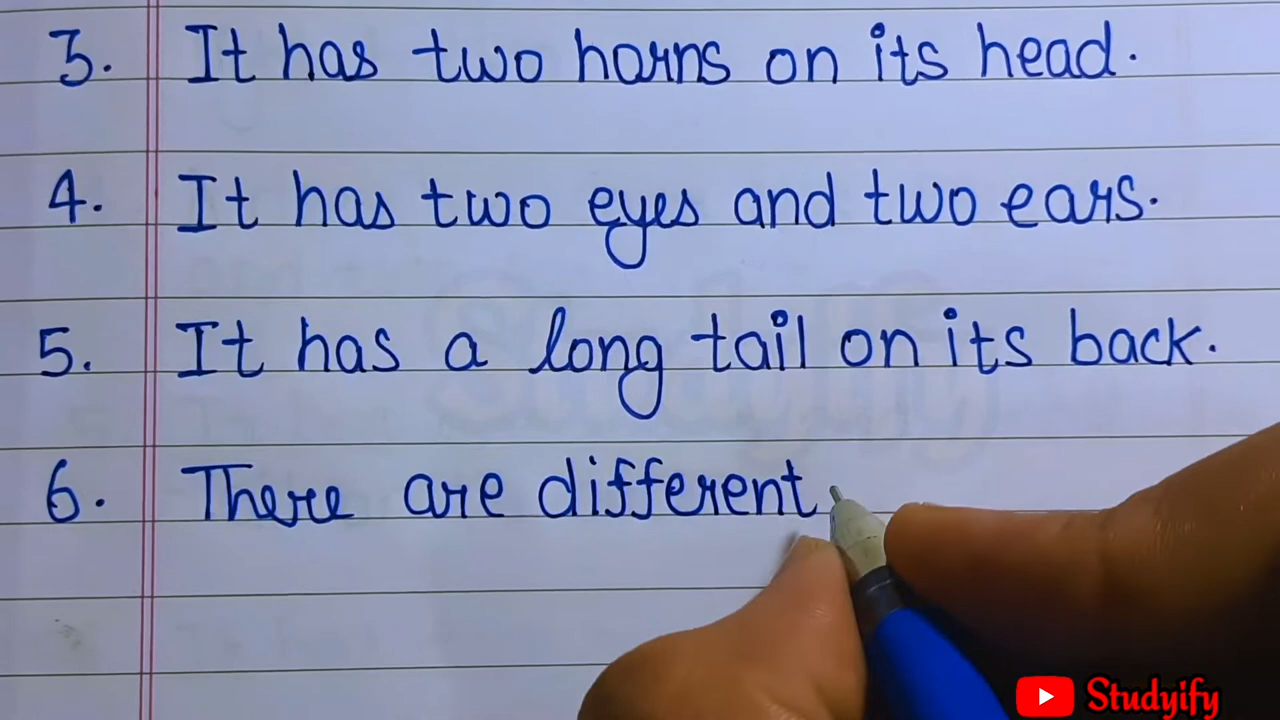 3. It has two horns on its head.
4. It has two eyes and two ears.
5. It has a long tail on its back.
6. There are different
Studyify